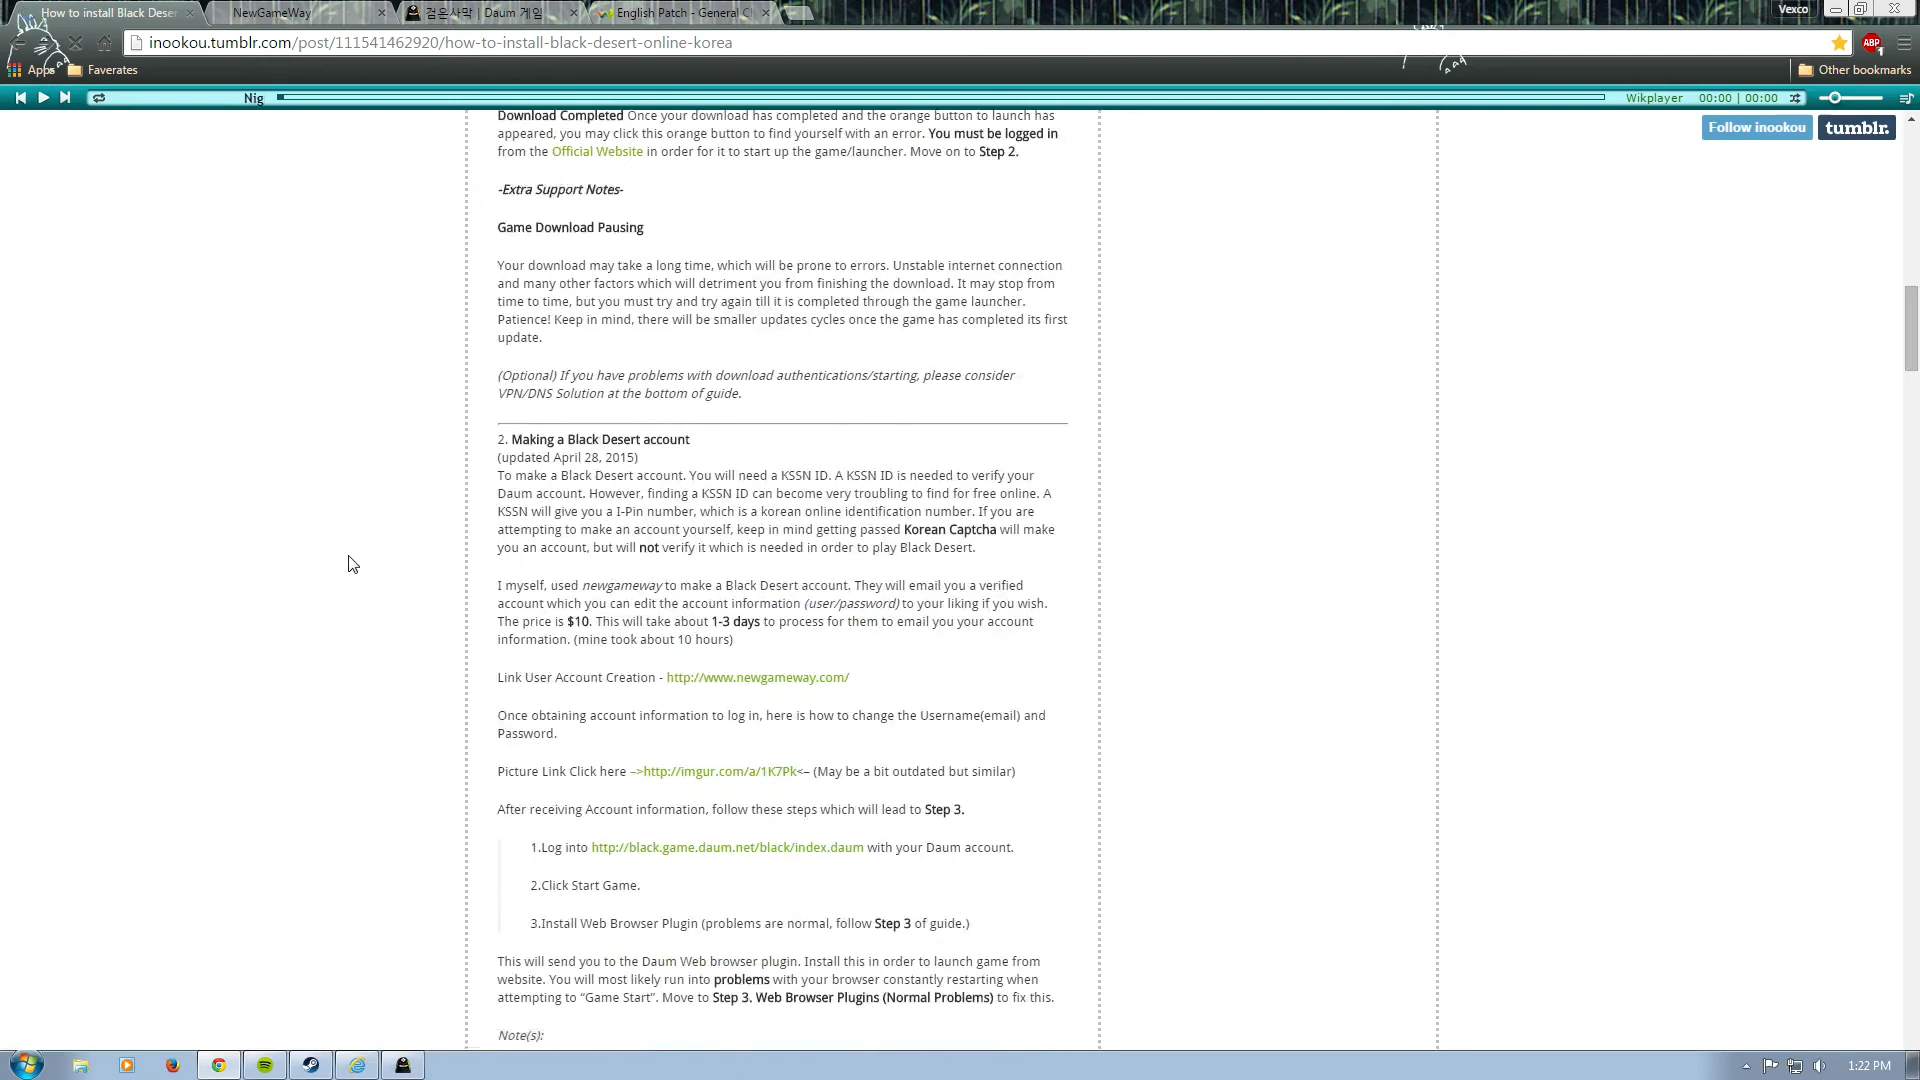 How to install Black Deser
NewGameWay
검은사막 | Daum 게임
English Patch - General C
Vexco
inookou.tumblr.com/post/111541462920/how-to-install-black-desert-online-korea
ABP
1
Apps
Faverates
Other bookmarks
Nig
Wikplayer
00:00 | 00:00
Follow inookou
tumblr.
Download Completed Once your download has completed and the orange button to launch has
appeared, you may click this orange button to find yourself with an error. You must be logged in
from the Official Website in order for it to start up the game/launcher. Move on to Step 2.
-Extra Support Notes-
Game Download Pausing
Your download may take a long time, which will be prone to errors. Unstable internet connection
and many other factors which will detriment you from finishing the download. It may stop from
time to time, but you must try and try again till it is completed through the game launcher.
Patience! Keep in mind, there will be smaller updates cycles once the game has completed its first
update.
(Optional) If you have problems with download authentications/starting, please consider
VPN/DNS Solution at the bottom of guide.
2. Making a Black Desert account
(updated April 28, 2015)
To make a Black Desert account. You will need a KSSN ID. A KSSN ID is needed to verify your
Daum account. However, finding a KSSN ID can become very troubling to find for free online. A
KSSN will give you a I-Pin number, which is a korean online identification number. If you are
attempting to make an account yourself, keep in mind getting passed Korean Captcha will make
you an account, but will not verify it which is needed in order to play Black Desert.
I myself, used newgameway to make a Black Desert account. They will email you a verified
account which you can edit the account information (user/password) to your liking if you wish.
The price is $10. This will take about 1-3 days to process for them to email you your account
information. (mine took about 10 hours)
Link User Account Creation - http://www.newgameway.com/
Once obtaining account information to log in, here is how to change the Username(email) and
Password.
Picture Link Click here –>http://imgur.com/a/1K7Pk<– (May be a bit outdated but similar)
After receiving Account information, follow these steps which will lead to Step 3.
1.Log into http://black.game.daum.net/black/index.daum with your Daum account.
2.Click Start Game.
3.Install Web Browser Plugin (problems are normal, follow Step 3 of guide.)
This will send you to the Daum Web browser plugin. Install this in order to launch game from
website. You will most likely run into problems with your browser constantly restarting when
attempting to “Game Start”. Move to Step 3. Web Browser Plugins (Normal Problems) to fix this.
Note(s):
1:22 PM